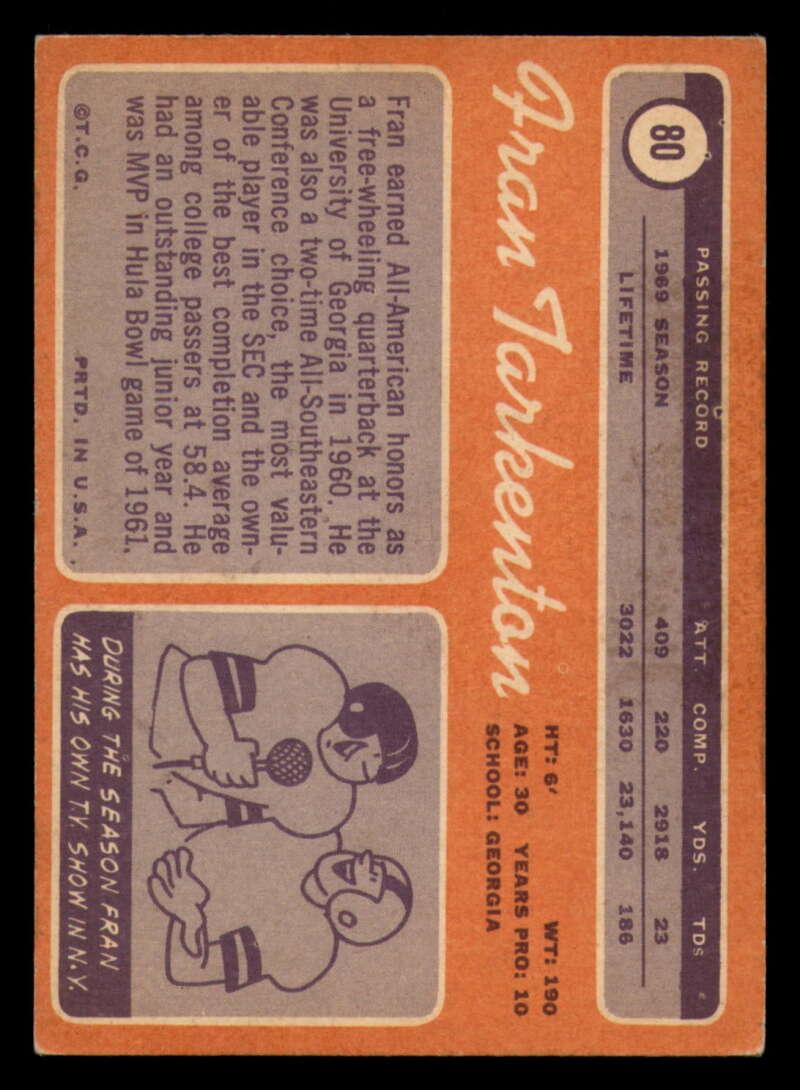 80
PASSING RECORD ATT. COMP. YDS. TDS
1969 SEASON 409 220 2918 23
LIFETIME 3022 1630 23,140 186
Fran Tarkenton
HT: 6′ WT: 190
AGE: 30 YEARS PRO: 10
SCHOOL: GEORGIA
Fran earned All-American honors as
a free-wheeling quarterback at the
University of Georgia in 1960. He
was also a two-time All-Southeastern
Conference choice, the most valu-
able player in the SEC and the own-
er of the best completion average
among college passers at 58.4. He
had an outstanding junior year and
was MVP in Hula Bowl game of 1961.
©T.C.G. PRTD. IN U.S.A.
DURING THE SEASON FRAN
HAS HIS OWN T.V. SHOW IN N.Y.